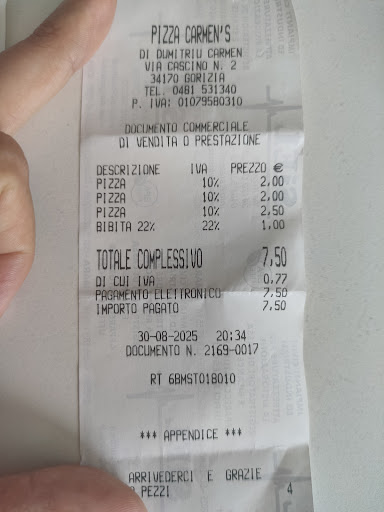 PIZZA CARMEN'S
DI DUMITRIU CARMEN
VIA CASCINO N. 2
34170 GORIZIA
TEL. 0481 531340
P. IVA: 01079580310
DOCUMENTO COMMERCIALE
DI VENDITA O PRESTAZIONE
DESCRIZIONE IVA PREZZO €
PIZZA 10% 2,00
PIZZA 10% 2,00
PIZZA 10% 2,50
BIBITA 22% 22% 1,00
TOTALE COMPLESSIVO 7,50
DI CUI IVA 0,77
PAGAMENTO ELETTRONICO 7,50
IMPORTO PAGATO 7,50
30-08-2025 20:34
DOCUMENTO N. 2169-0017
RT 6BMST018010
*** APPENDICE ***
ARRIVEDERCI E GRAZIE
PEZZI 4